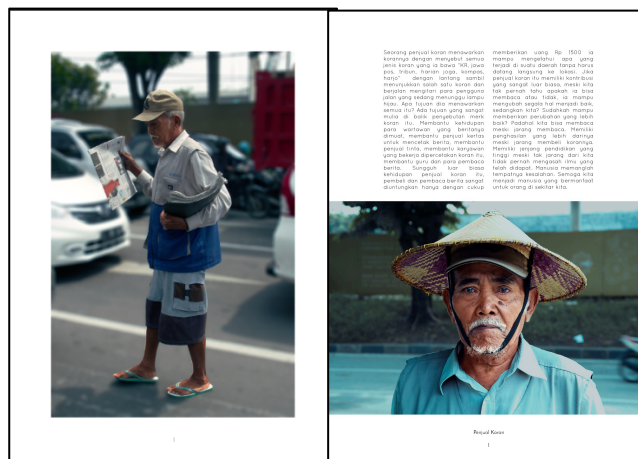 Seorang penjual koran menawarkan
korannya dengan menyebut semua
jenis koran yang ia bawa "KR, jawa
pos, tribun, harian jogja, kompas,
harjo" dengan lantang sambil
menunjukkan salah satu koran dan
berjalan mengitari para pengguna
jalan yang sedang menunggu lampu
hijau. Apa tujuan dia menawarkan
semua itu? Ada tujuan yang sangat
mulia di balik penyebutan merk
koran itu. Membantu kehidupan
para wartawan yang beritanya
dimuat, membantu penjual kertas
untuk mencetak berita, membantu
penjual tinta, membantu karyawan
yang bekerja dipercetakan koran itu,
membantu guru dan para pembaca
berita. Sungguh luar biasa
kehidupan penjual koran itu,
pembeli dan pembaca berita sangat
diuntungkan hanya dengan cukup
memberikan uang Rp 1500 ia
mampu mengetahui apa yang
terjadi di suatu daerah tanpa harus
datang langsung ke lokasi. Jika
penjual koran itu memiliki kontribusi
yang sangat luar biasa, meski kita
tak pernah tahu apakah ia bisa
membaca atau tidak, ia mampu
mengubah segala hal menjadi baik,
sedangkan kita? Sudahkah mampu
memberikan perubahan yang lebih
baik? Padahal kita bisa membaca
meski jarang membaca. Memiliki
penghasilan yang lebih darinya
meski jarang membeli korannya.
Memiliki jenjang pendidikan yang
tinggi meski tak jarang dari kita
tidak pernah mengasah ilmu yang
telah didapat. Manusia memanglah
tempatnya kesalahan. Semoga kita
menjadi manusia yang bermanfaat
untuk orang di sekitar kita.
Penjual Koran